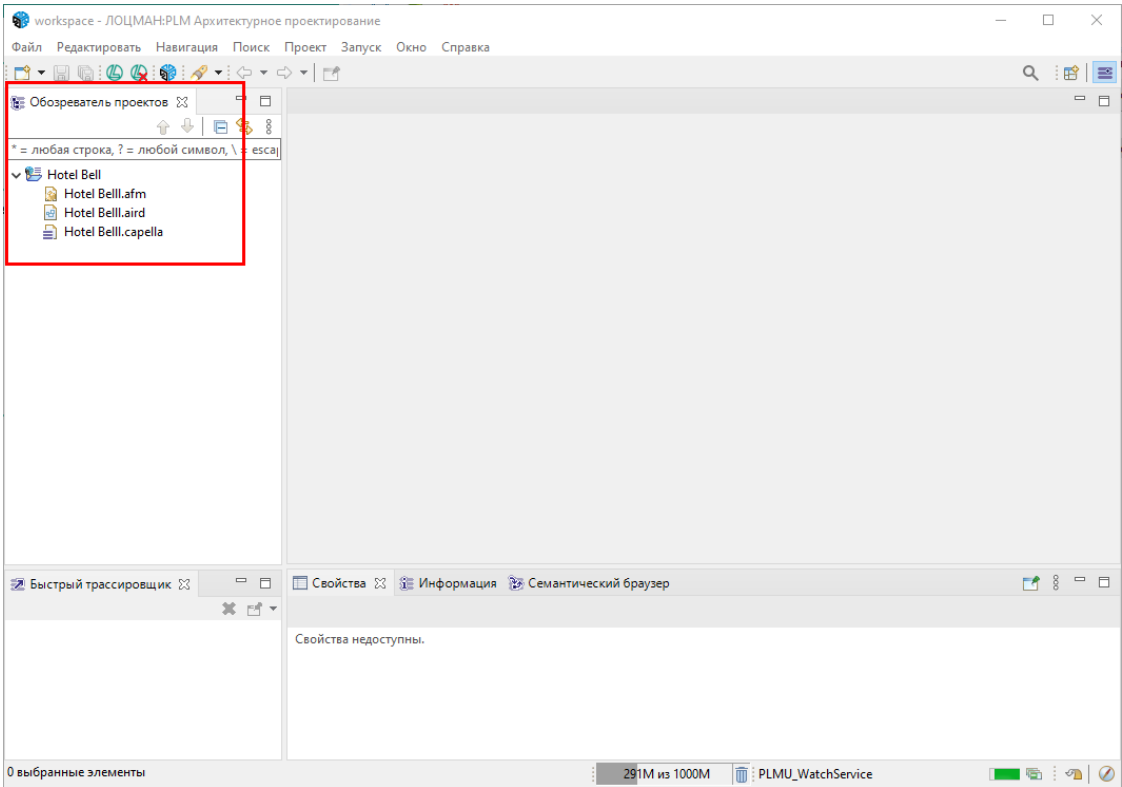 workspace - ЛОЦМАН:PLM Архитектурное проектирование
Файл Редактировать Навигация Поиск Проект Запуск Окно Справка
Обозреватель проектов
* = любая строка, ? = любой символ, \ = escap
Hotel Bell
Hotel Belll.afm
Hotel Belll.aird
Hotel Belll.capella
Быстрый трассировщик
Свойства Информация Семантический браузер
Свойства недоступны.
0 выбранные элементы
291M из 1000M
PLMU_WatchService